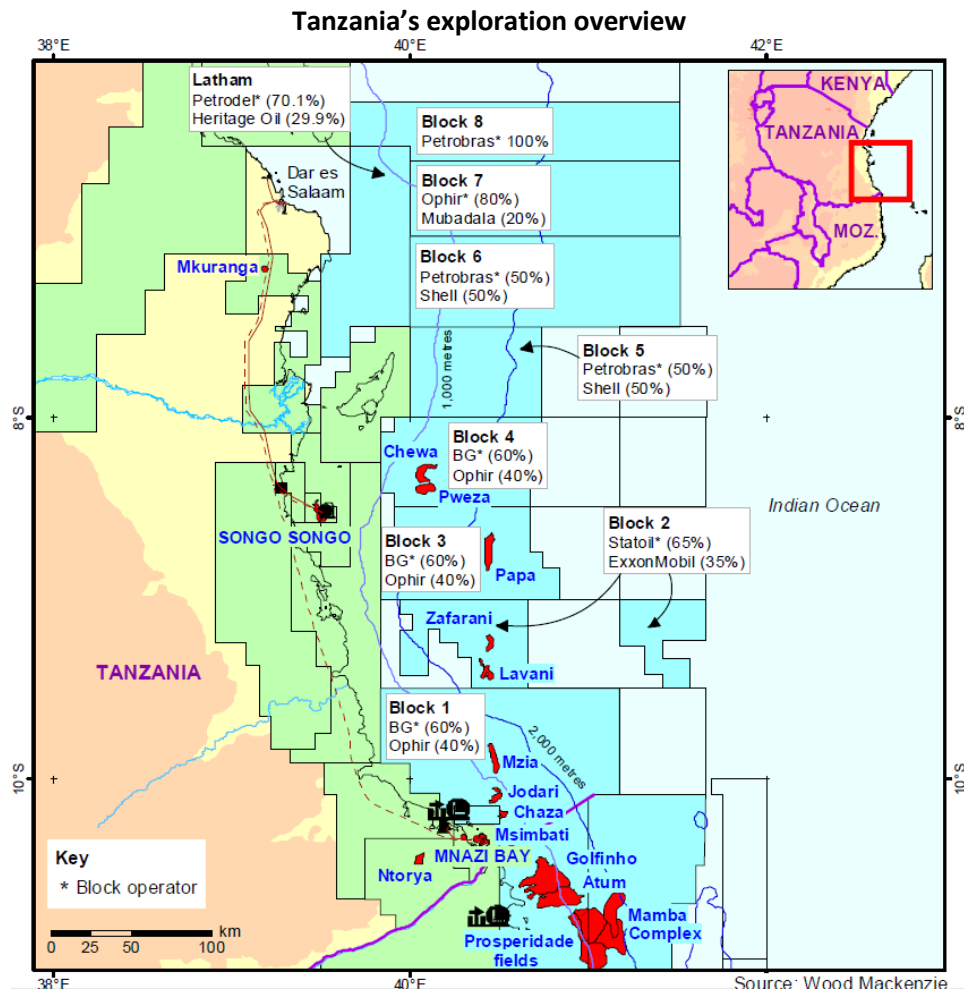 Tanzania's exploration overview
38°E
40°E
42°E
Latham
Petrodel* (70.1%)
Heritage Oil (29.9%)
Block 8
Petrobras* 100%
KENYA
TANZANIA
MOZ.
Dar es
Salaam
Block 7
Ophir* (80%)
Mubadala (20%)
Mkuranga
Block 6
Petrobras* (50%)
Shell (50%)
1,000 metres
Block 5
Petrobras* (50%)
Shell (50%)
8°S
8°S
Chewa
Block 4
BG* (60%)
Ophir (40%)
Pweza
Indian Ocean
SONGO SONGO
Block 3
BG* (60%)
Ophir (40%)
Block 2
Statoil* (65%)
ExxonMobil (35%)
Papa
Zafarani
Lavani
TANZANIA
Block 1
BG* (60%)
Ophir (40%)
2,000 metres
Mzia
10°S
10°S
Jodari
Chaza
Msimbati
MNAZI BAY
Ntorya
Golfinho
Atum
Mamba
Complex
Prosperidade
fields
Key
* Block operator
km
0 25 50 100
38°E
40°E
42°E
Source: Wood Mackenzie